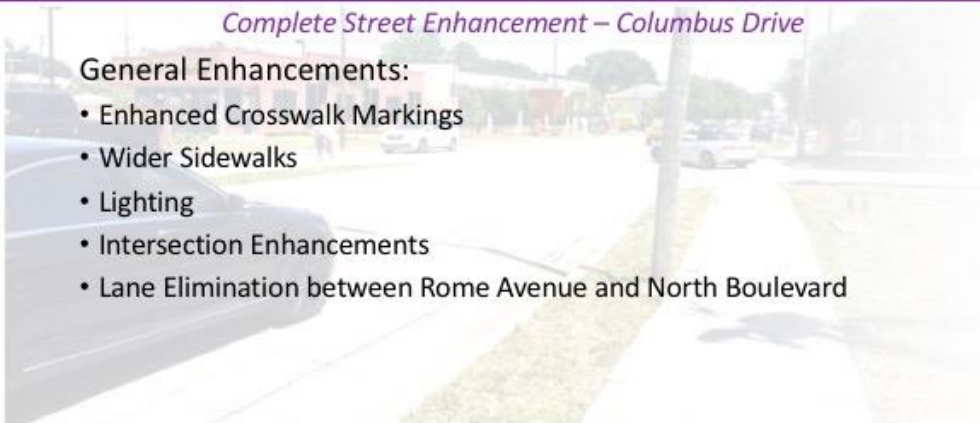 Complete Street Enhancement – Columbus Drive
General Enhancements:
• Enhanced Crosswalk Markings
• Wider Sidewalks
• Lighting
• Intersection Enhancements
• Lane Elimination between Rome Avenue and North Boulevard